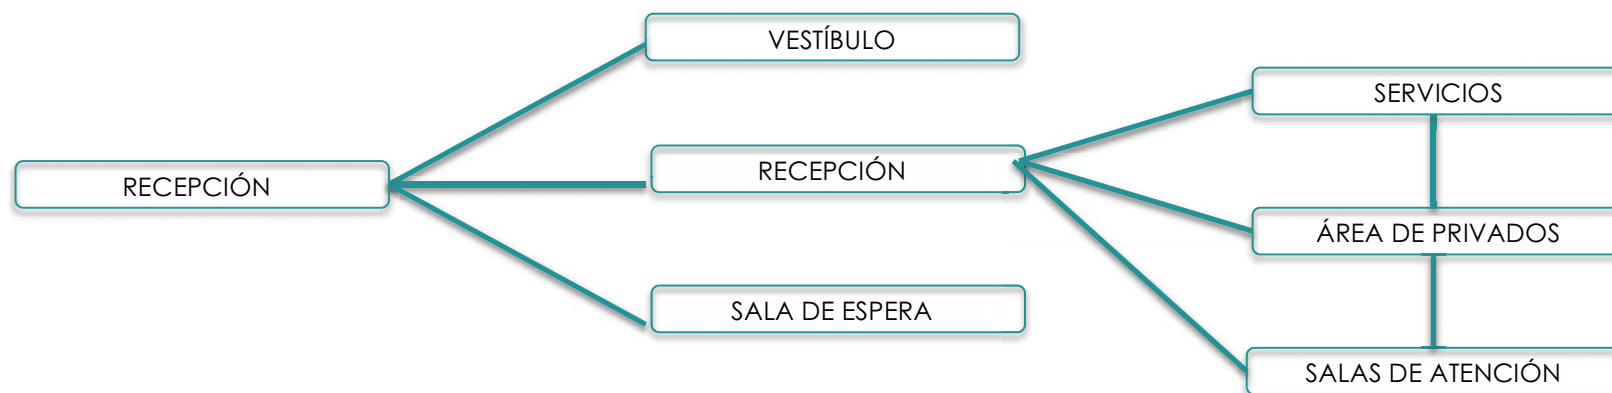 VESTÍBULO
SERVICIOS
RECEPCIÓN
RECEPCIÓN
ÁREA DE PRIVADOS
SALA DE ESPERA
SALAS DE ATENCIÓN